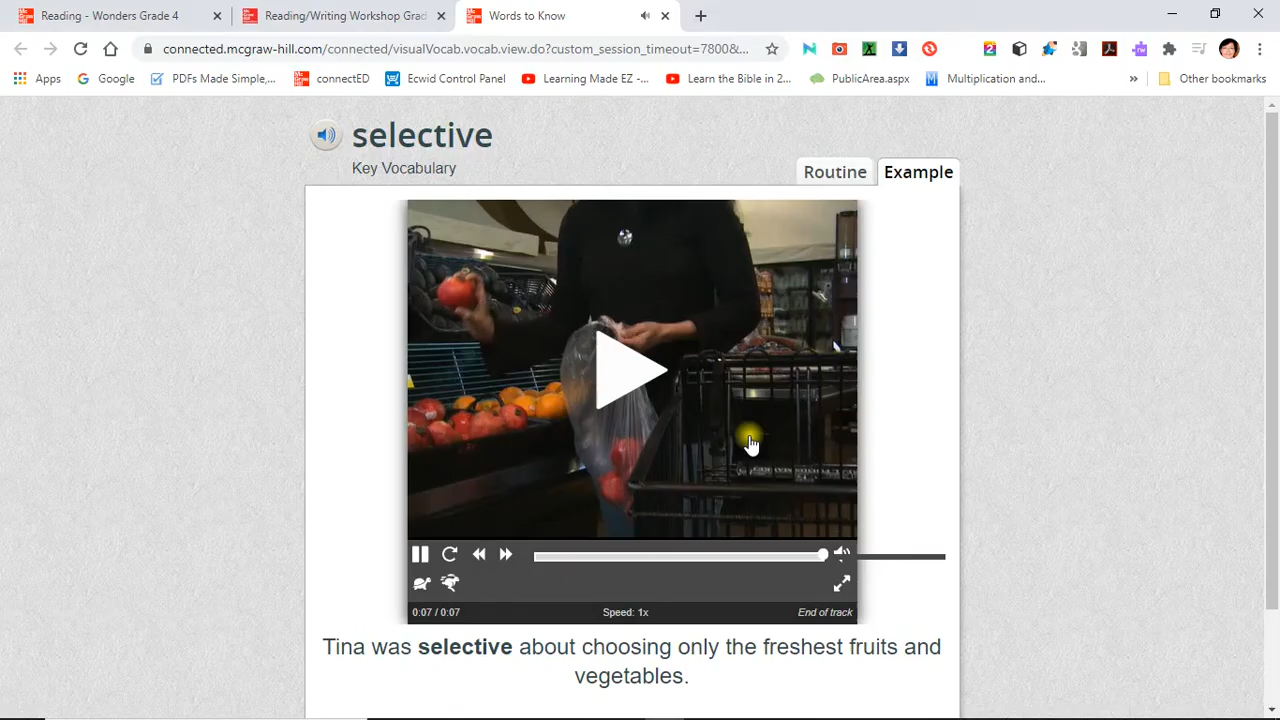 Reading - Wonders Grade 4
Reading/Writing Workshop Grad
Words to Know
connected.mcgraw-hill.com/connected/visualVocab.vocab.view.do?custom_session_timeout=7800&...
Apps
Google
PDFs Made Simple,...
connectED
Ecwid Control Panel
Learning Made EZ -...
Learn the Bible in 2...
PublicArea.aspx
Multiplication and...
Other bookmarks
selective
Key Vocabulary
Routine
Example
0:07 / 0:07
Speed: 1x
End of track
Tina was selective about choosing only the freshest fruits and
vegetables.